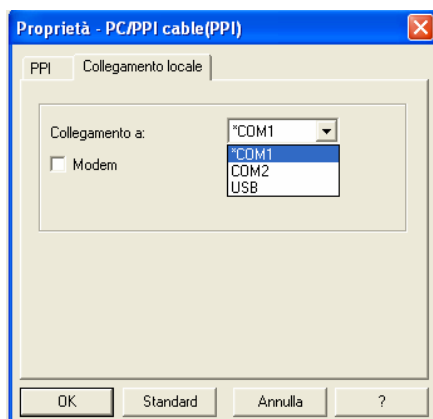 Proprietà - PC/PPI cable(PPI)
PPI Collegamento locale
Collegamento a: *COM1
*COM1
Modem COM2
USB
OK Standard Annulla ?